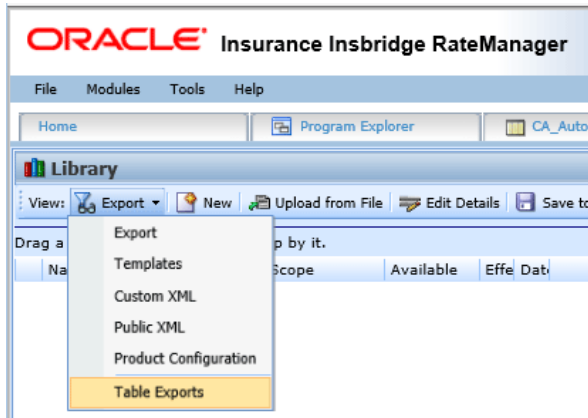 ORACLE' Insurance Insbridge RateManager
File Modules Tools Help
Home Program Explorer CA_Auto
Library
View: Export New Upload from File Edit Details Save to
Drag a p by it.
Na Scope Available Effe Date
Export
Templates
Custom XML
Public XML
Product Configuration
Table Exports